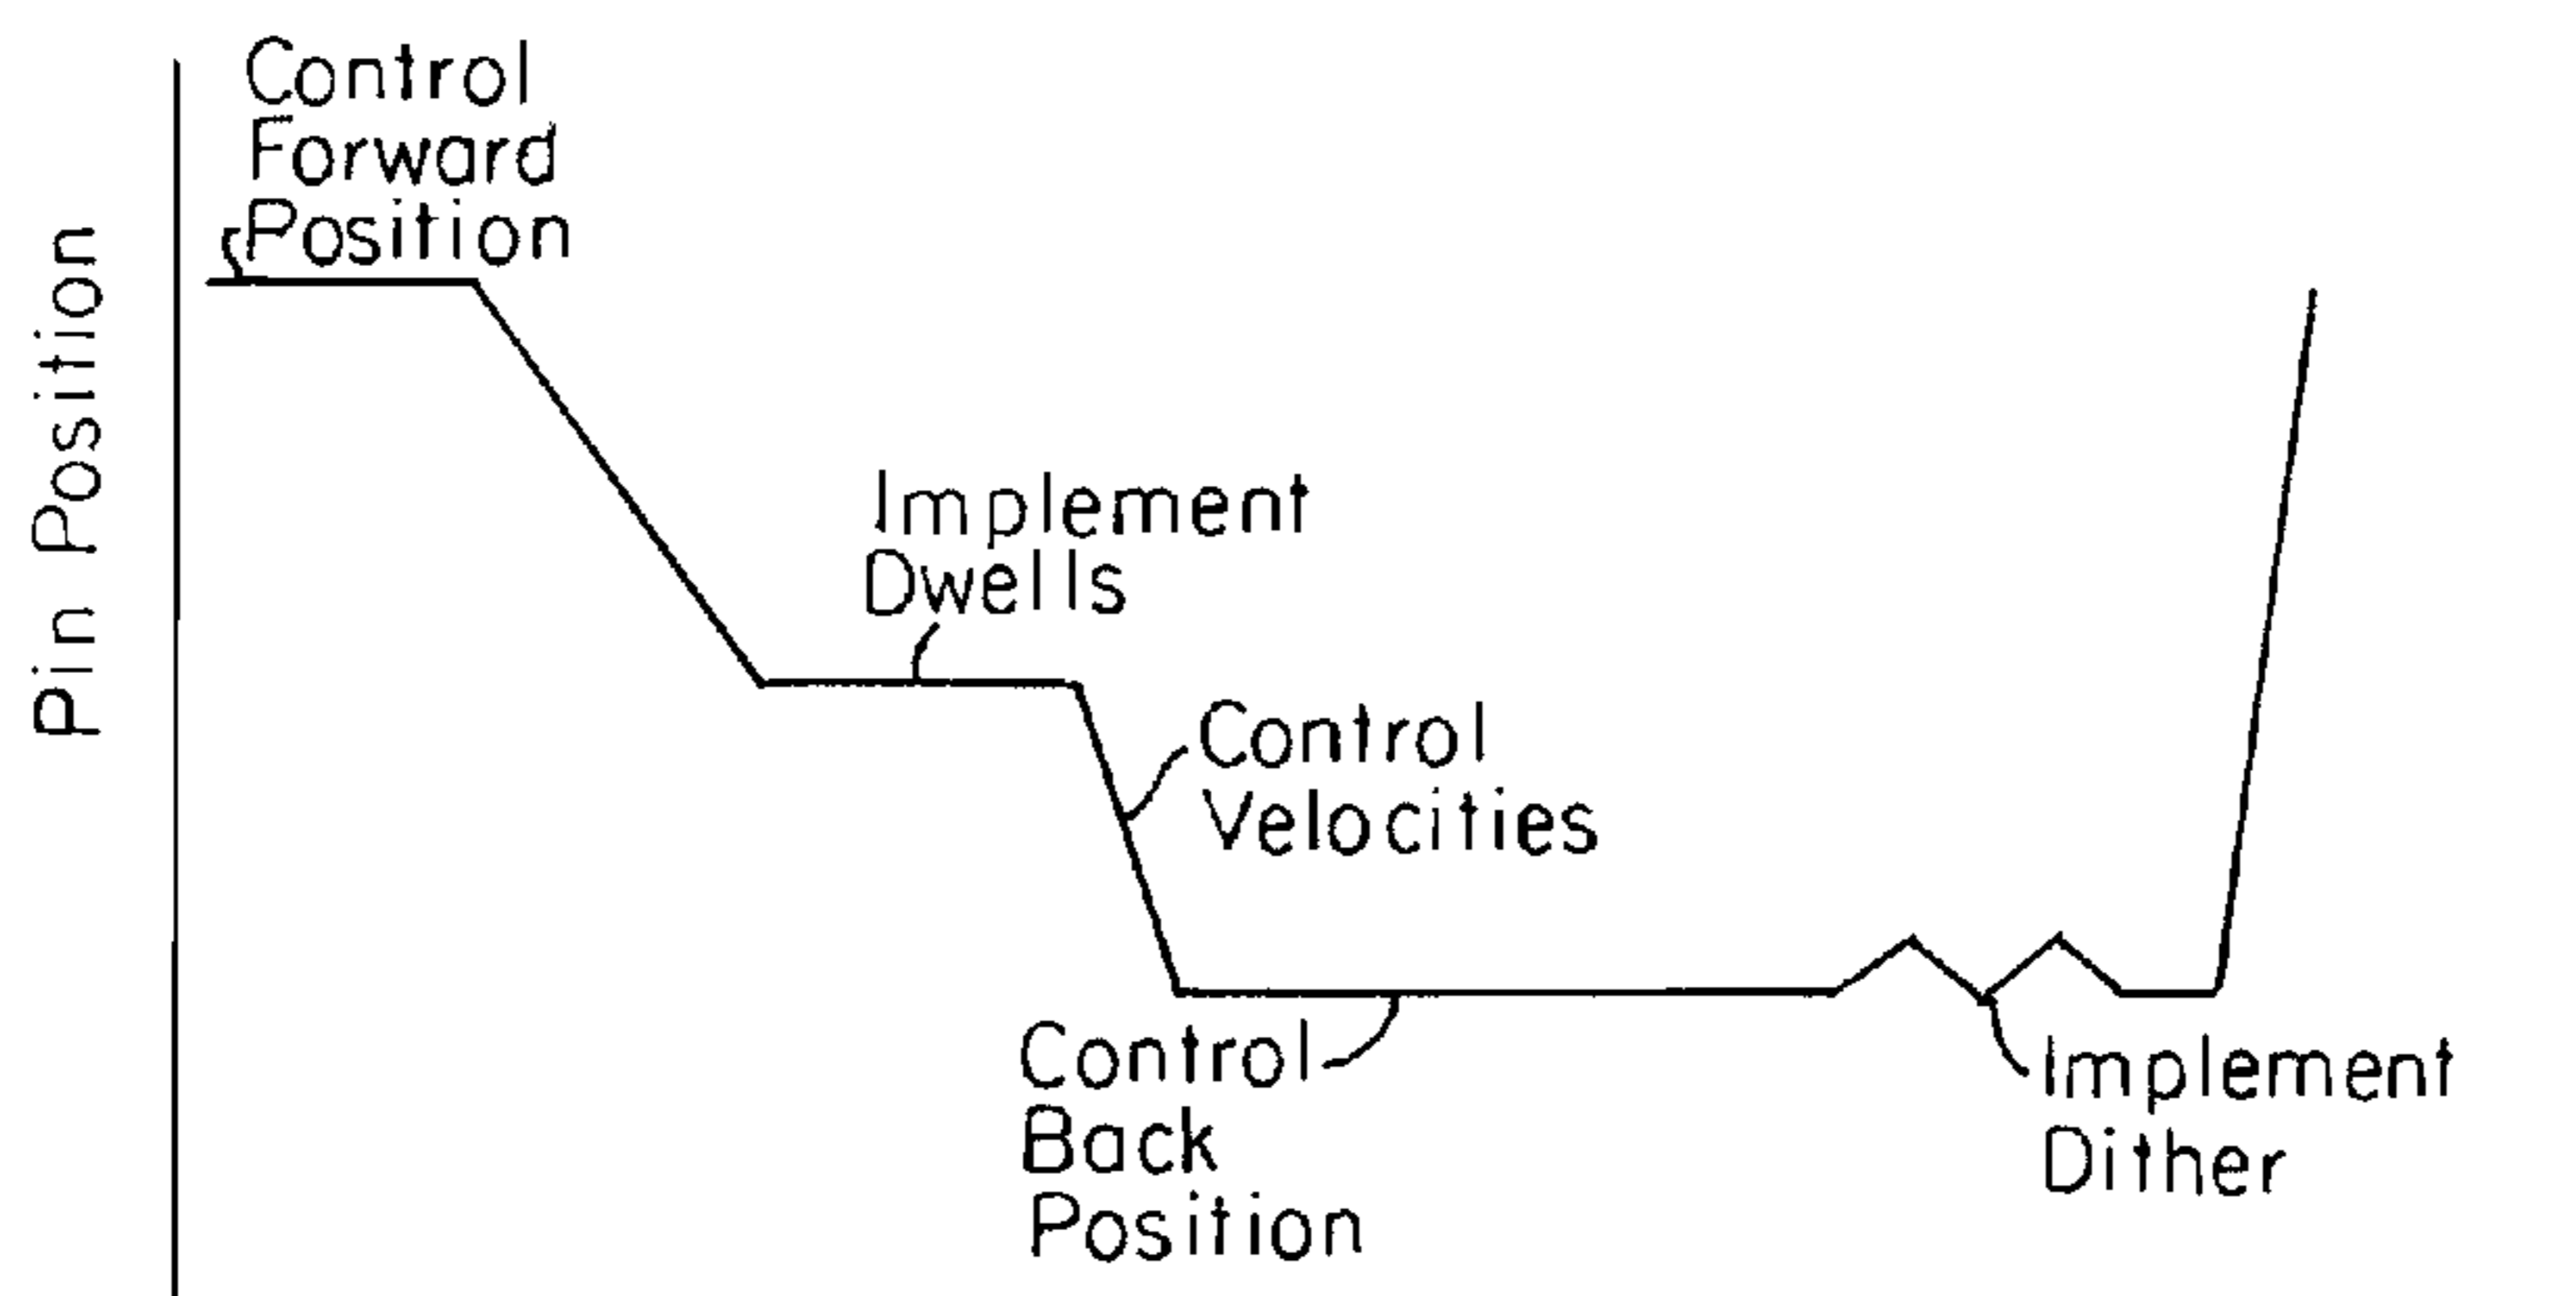 Control
Forward
Position
Pin Position
Implement
Dwells
Control
Velocities
Control
Back
Position
Implement
Dither